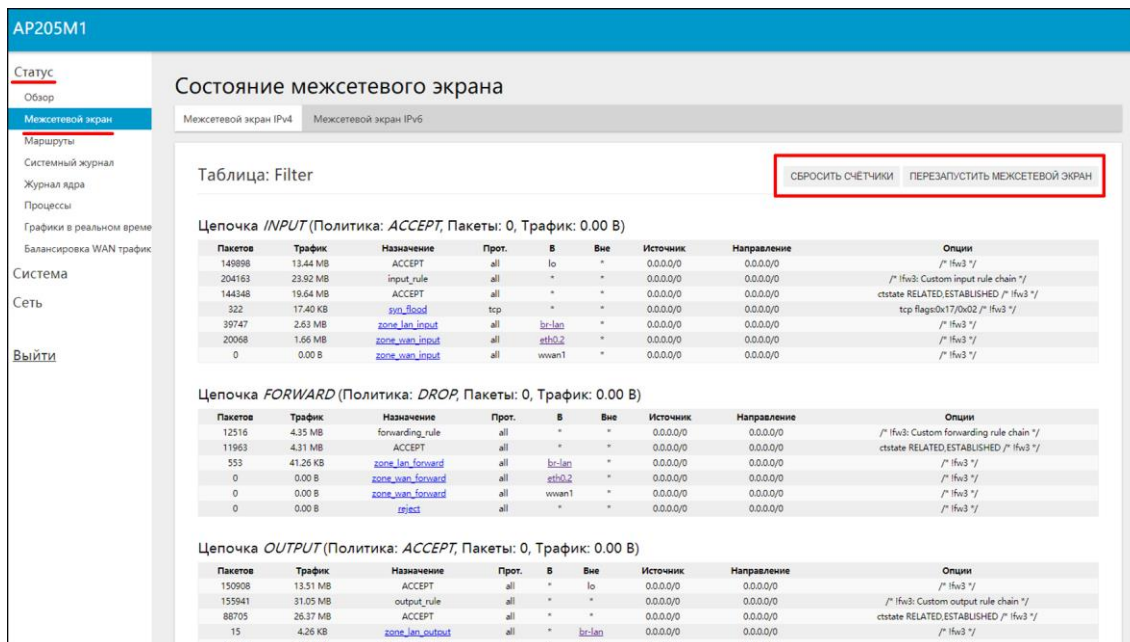 AP205M1
Статус
Обзор
Межсетевой экран
Маршруты
Системный журнал
Журнал ядра
Процессы
Графики в реальном време
Балансировка WAN трафик
Система
Сеть
Выйти
Состояние межсетевого экрана
Межсетевой экран IPv4 Межсетевой экран IPv6
Таблица: Filter
СБРОСИТЬ СЧЁТЧИКИ ПЕРЕЗАПУСТИТЬ МЕЖСЕТЕВОЙ ЭКРАН
Цепочка INPUT (Политика: ACCEPT, Пакеты: 0, Трафик: 0.00 B)
Пакетов Трафик Назначение Прот. В Вне Источник Направление Опции
149898 13.44 MB ACCEPT all lo * 0.0.0.0/0 0.0.0.0/0 /* !fw3 */
204163 23.92 MB input_rule all * * 0.0.0.0/0 0.0.0.0/0 /* !fw3: Custom input rule chain */
144348 19.64 MB ACCEPT all * * 0.0.0.0/0 0.0.0.0/0 ctstate RELATED,ESTABLISHED /* !fw3 */
322 17.40 KB syn_flood tcp * * 0.0.0.0/0 0.0.0.0/0 tcp flags:0x17/0x02 /* !fw3 */
39747 2.63 MB zone_lan_input all br-lan * 0.0.0.0/0 0.0.0.0/0 /* !fw3 */
20068 1.66 MB zone_wan_input all eth0.2 * 0.0.0.0/0 0.0.0.0/0 /* !fw3 */
0 0.00 B zone_wan_input all wwan1 * 0.0.0.0/0 0.0.0.0/0 /* !fw3 */
Цепочка FORWARD (Политика: DROP, Пакеты: 0, Трафик: 0.00 B)
Пакетов Трафик Назначение Прот. В Вне Источник Направление Опции
12516 4.35 MB forwarding_rule all * * 0.0.0.0/0 0.0.0.0/0 /* !fw3: Custom forwarding rule chain */
11963 4.31 MB ACCEPT all * * 0.0.0.0/0 0.0.0.0/0 ctstate RELATED,ESTABLISHED /* !fw3 */
553 41.26 KB zone_lan_forward all br-lan * 0.0.0.0/0 0.0.0.0/0 /* !fw3 */
0 0.00 B zone_wan_forward all eth0.2 * 0.0.0.0/0 0.0.0.0/0 /* !fw3 */
0 0.00 B zone_wan_forward all wwan1 * 0.0.0.0/0 0.0.0.0/0 /* !fw3 */
0 0.00 B reject all * * 0.0.0.0/0 0.0.0.0/0 /* !fw3 */
Цепочка OUTPUT (Политика: ACCEPT, Пакеты: 0, Трафик: 0.00 B)
Пакетов Трафик Назначение Прот. В Вне Источник Направление Опции
150908 13.51 MB ACCEPT all * lo 0.0.0.0/0 0.0.0.0/0 /* !fw3 */
155941 31.05 MB output_rule all * * 0.0.0.0/0 0.0.0.0/0 /* !fw3: Custom output rule chain */
88705 26.37 MB ACCEPT all * * 0.0.0.0/0 0.0.0.0/0 ctstate RELATED,ESTABLISHED /* !fw3 */
15 4.26 KB zone_lan_output all * br-lan 0.0.0.0/0 0.0.0.0/0 /* !fw3 */